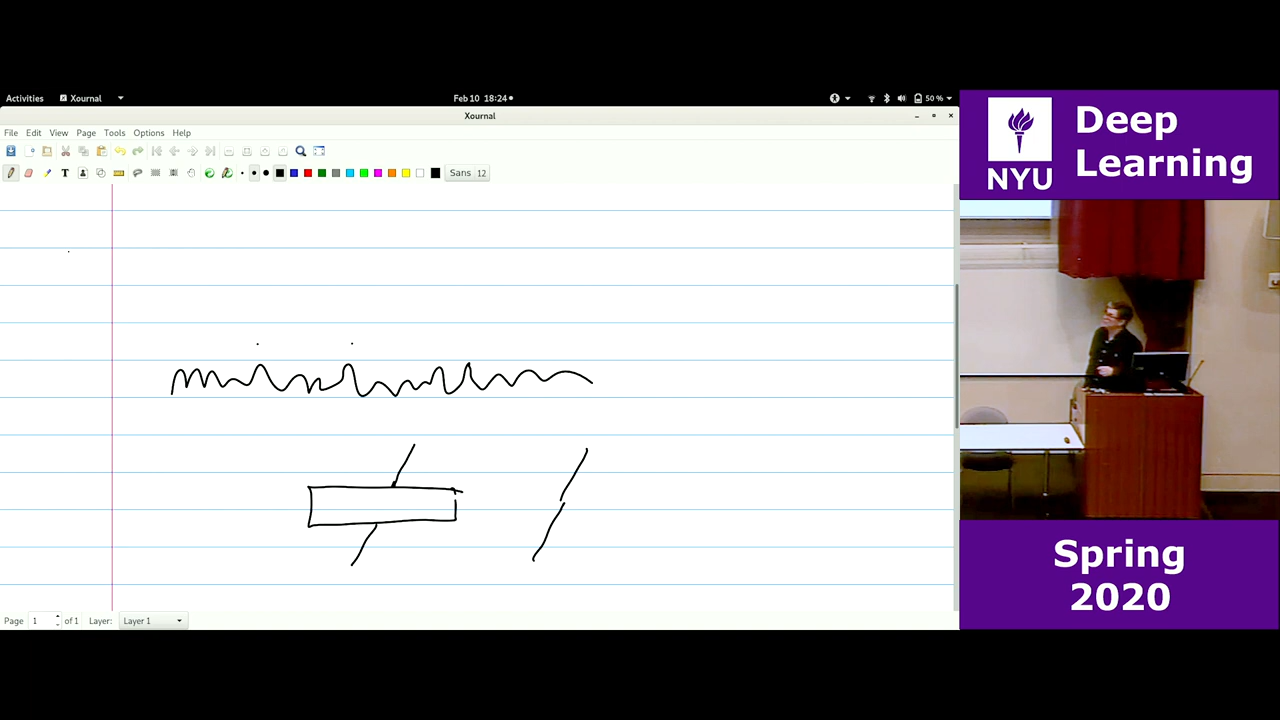 Activities Xournal Feb 10 18:24 50 %
Xournal
File Edit View Page Tools Options Help
T Sans 12
Page 1 of 1 Layer: Layer 1
NYU
Deep
Learning
Spring
2020